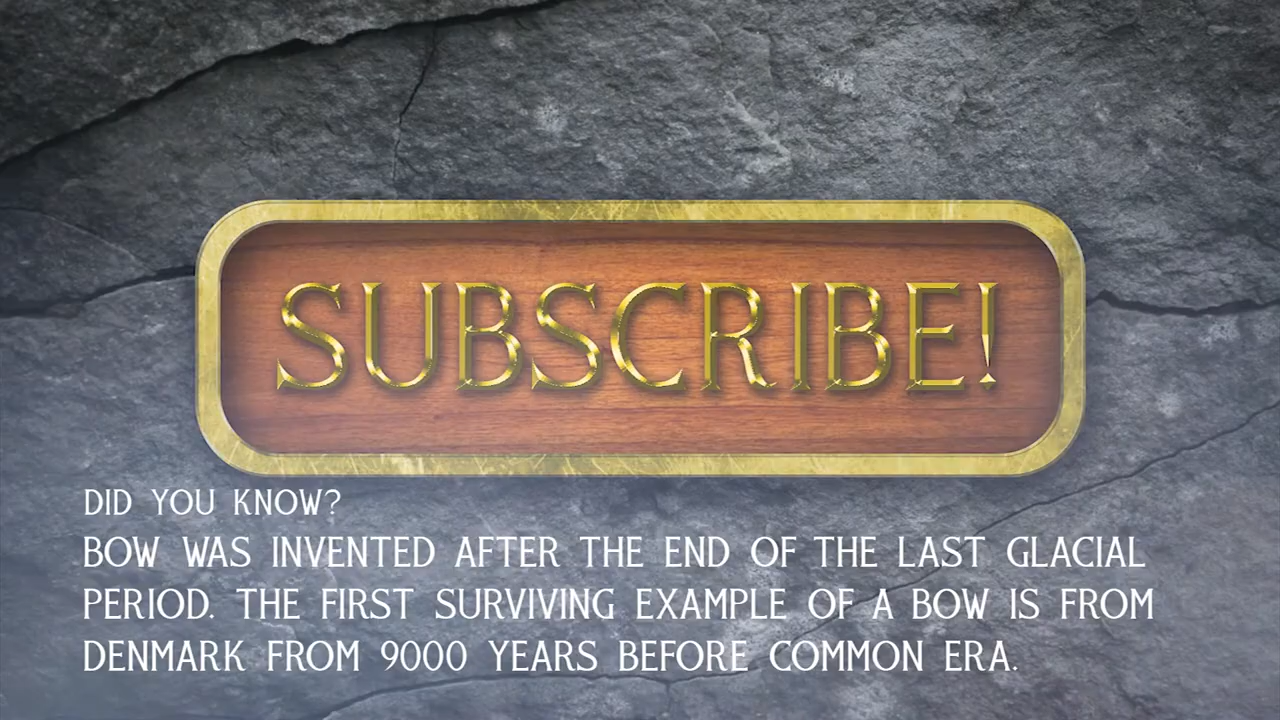 SUBSCRIBE!
DID YOU KNOW?
BOW WAS INVENTED AFTER THE END OF THE LAST GLACIAL
PERIOD. THE FIRST SURVIVING EXAMPLE OF A BOW IS FROM
DENMARK FROM 9000 YEARS BEFORE COMMON ERA.